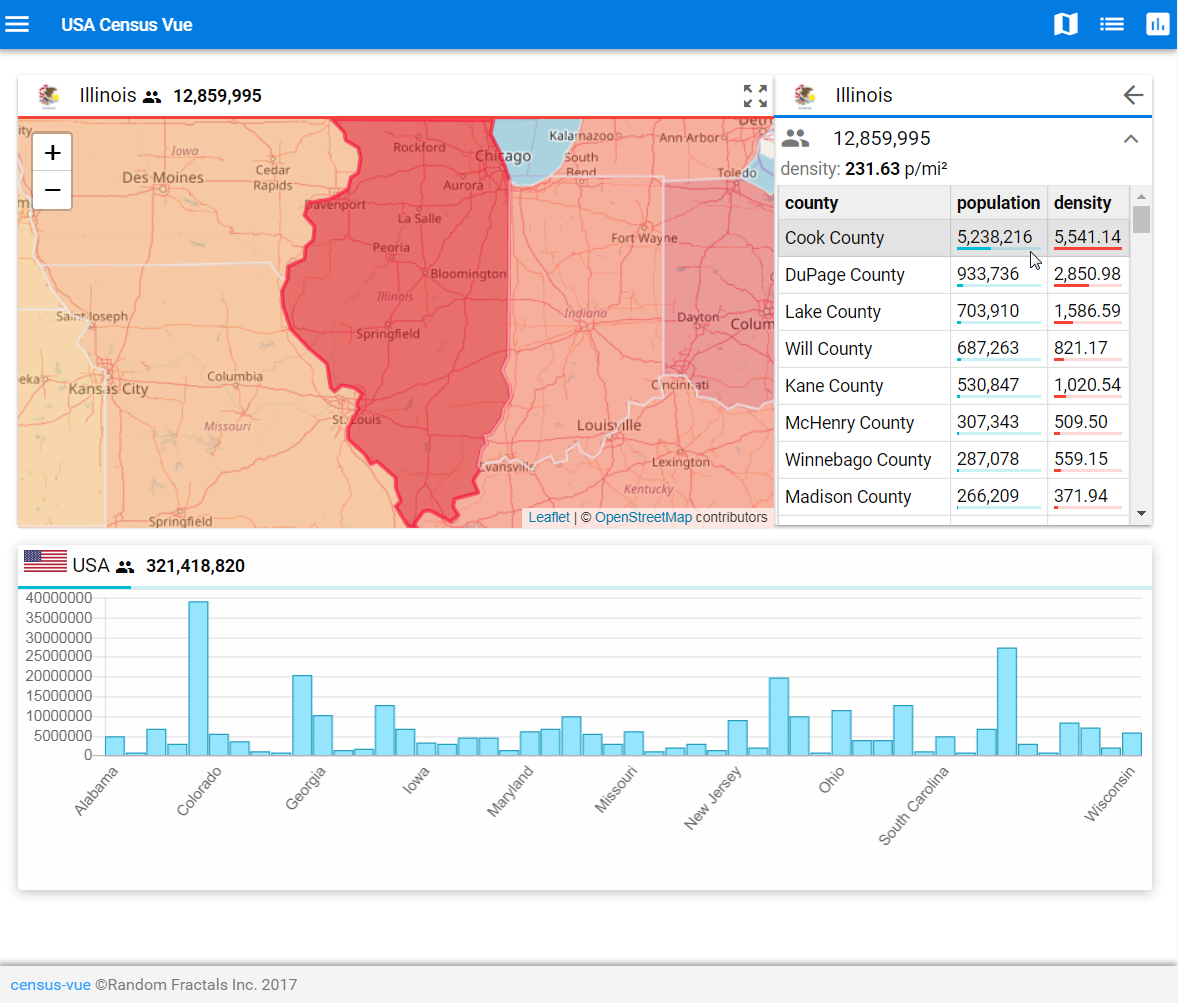 USA Census Vue
Illinois 12,859,995
Illinois
12,859,995
density: 231.63 p/mi²
county population density
Cook County 5,238,216 5,541.14
DuPage County 933,736 2,850.98
Lake County 703,910 1,586.59
Will County 687,263 821.17
Kane County 530,847 1,020.54
McHenry County 307,343 509.50
Winnebago County 287,078 559.15
Madison County 266,209 371.94
+
−
Iowa
Des Moines
Cedar
Rapids
Rockford
Chicago
Aurora
Kalamazoo
South
Bend
Ann Arbor
Toledo
Davenport
La Salle
Peoria
Bloomington
Fort Wayne
Illinois
Springfield
Indiana
Dayton
Saint Joseph
Kansas City
Columbia
Missouri
St. Louis
Cincinnati
Louisville
Evansville
Lexington
Kentucky
Springfield
Leaflet | © OpenStreetMap contributors
USA 321,418,820
40000000
35000000
30000000
25000000
20000000
15000000
10000000
5000000
0
Alabama
Colorado
Georgia
Iowa
Maryland
Missouri
New Jersey
Ohio
South Carolina
Wisconsin
census-vue ©Random Fractals Inc. 2017